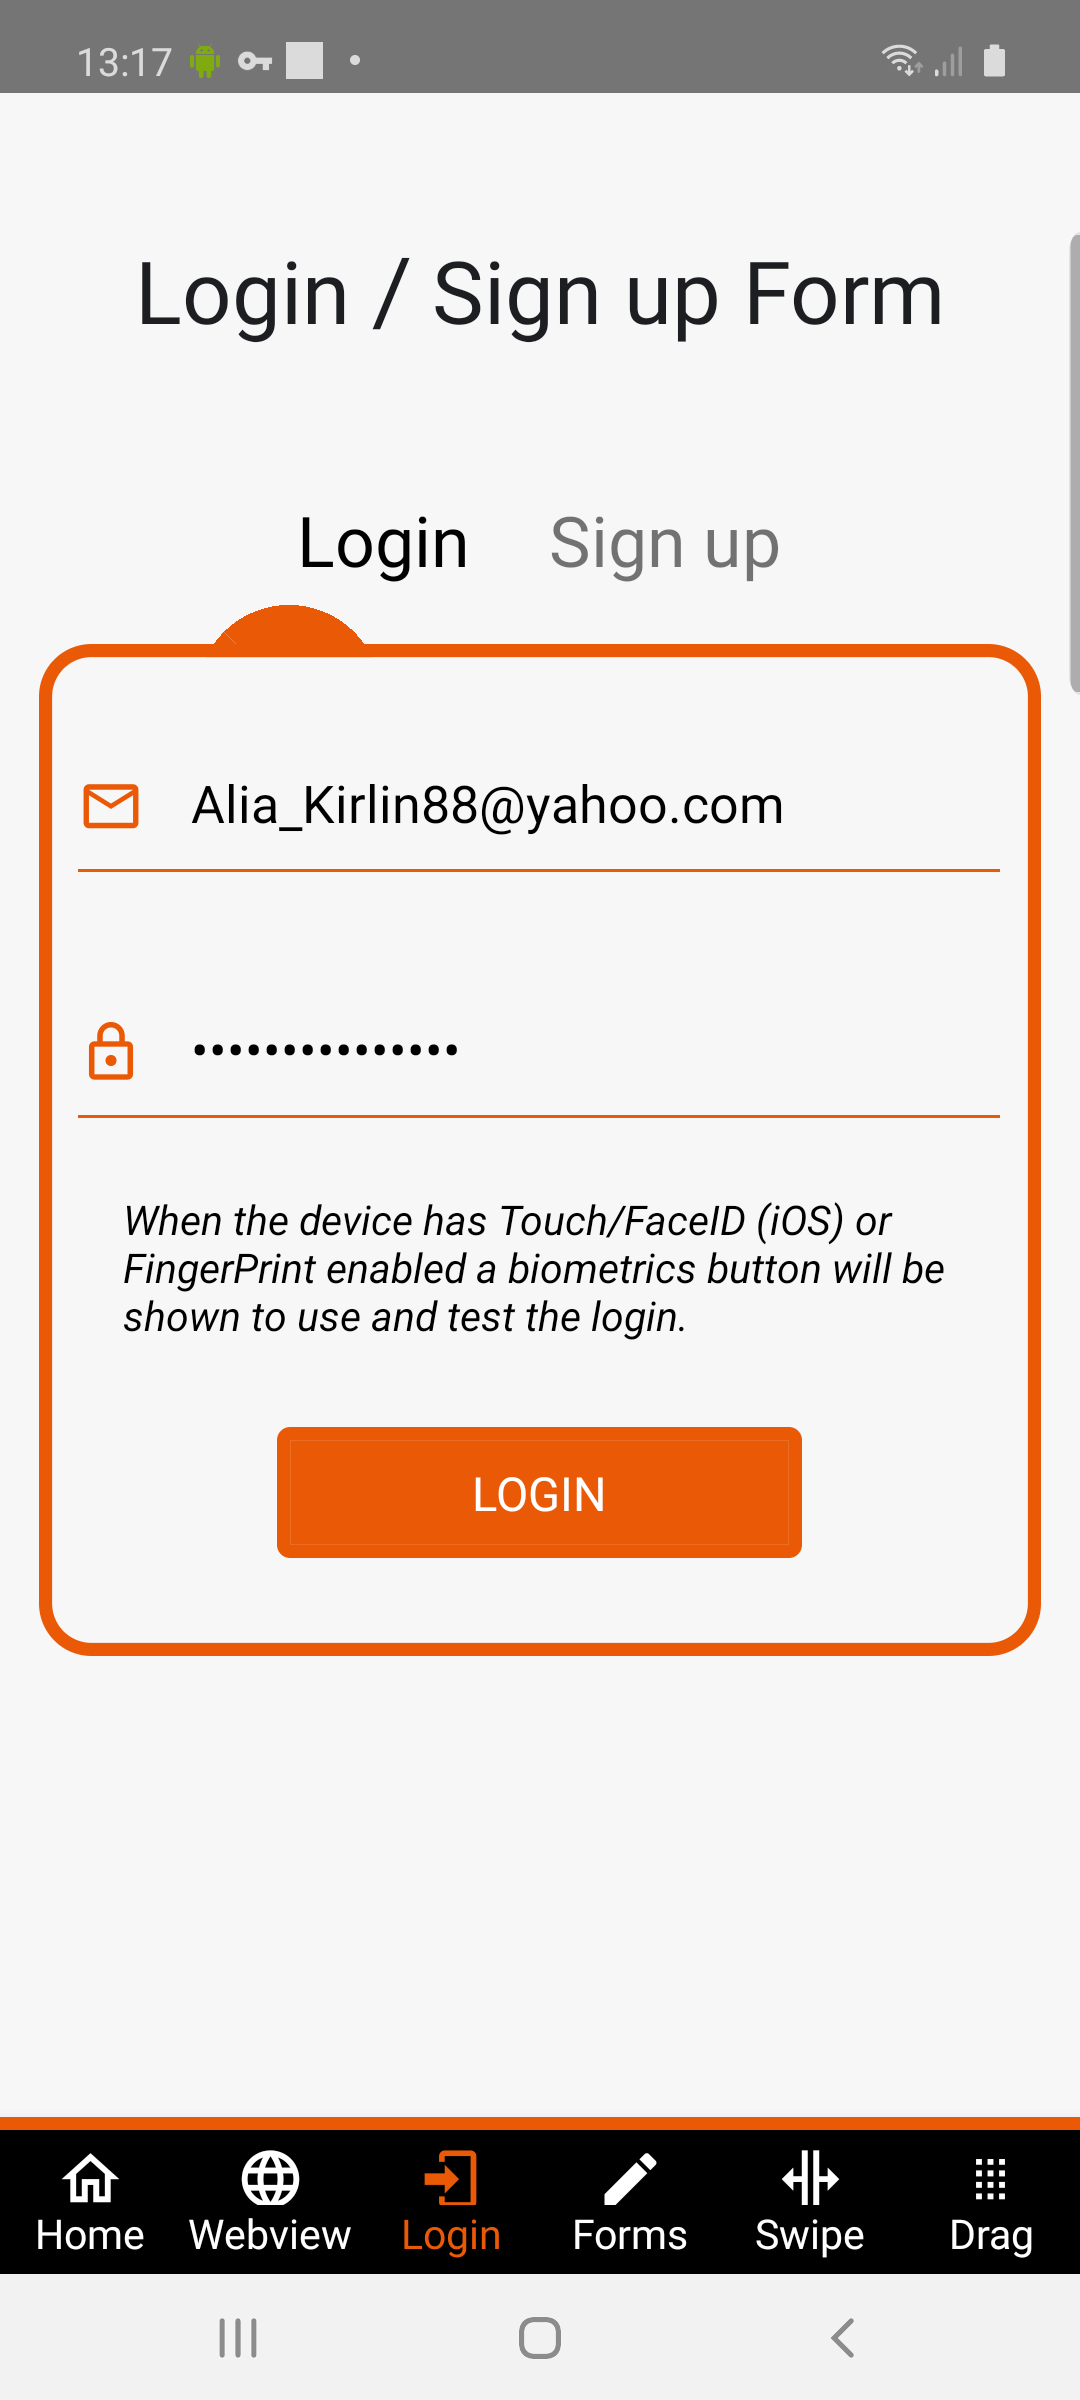 13:17
Login / Sign up Form
Login Sign up
Alia_Kirlin88@yahoo.com
•••••••••••••••
When the device has Touch/FaceID (iOS) or
FingerPrint enabled a biometrics button will be
shown to use and test the login.
LOGIN
Home Webview Login Forms Swipe Drag